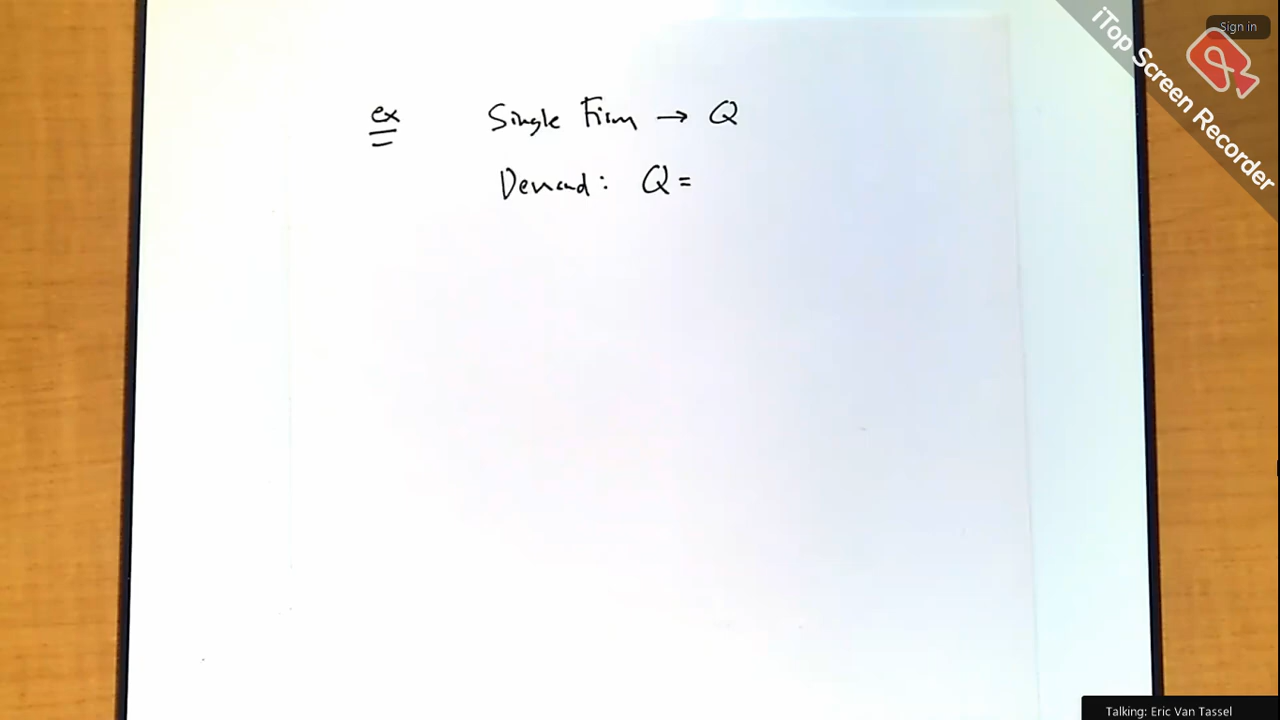 Sign in
iTop Screen Recorder
ex Single Firm → Q
Demand: Q =
Talking: Eric Van Tassel